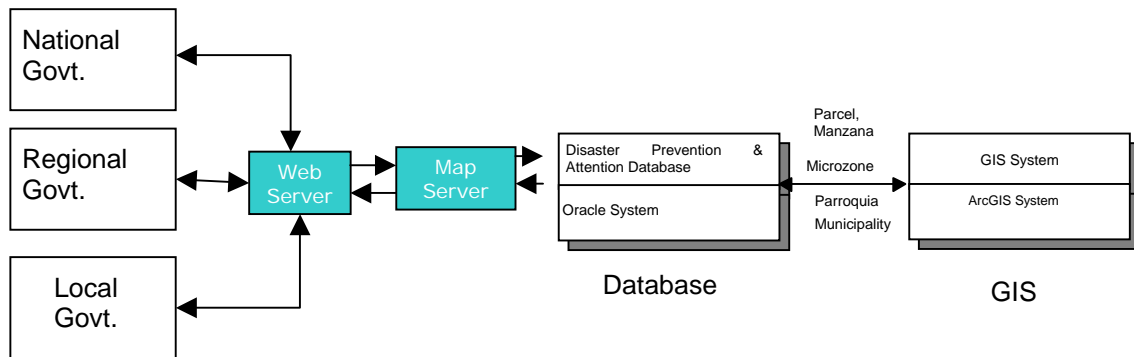 National
Govt.
Regional
Govt.
Local
Govt.
Web
Server
Map
Server
Disaster Prevention &
Attention Database
Oracle System
Database
Parcel,
Manzana
Microzone
Parroquia
Municipality
GIS System
ArcGIS System
GIS